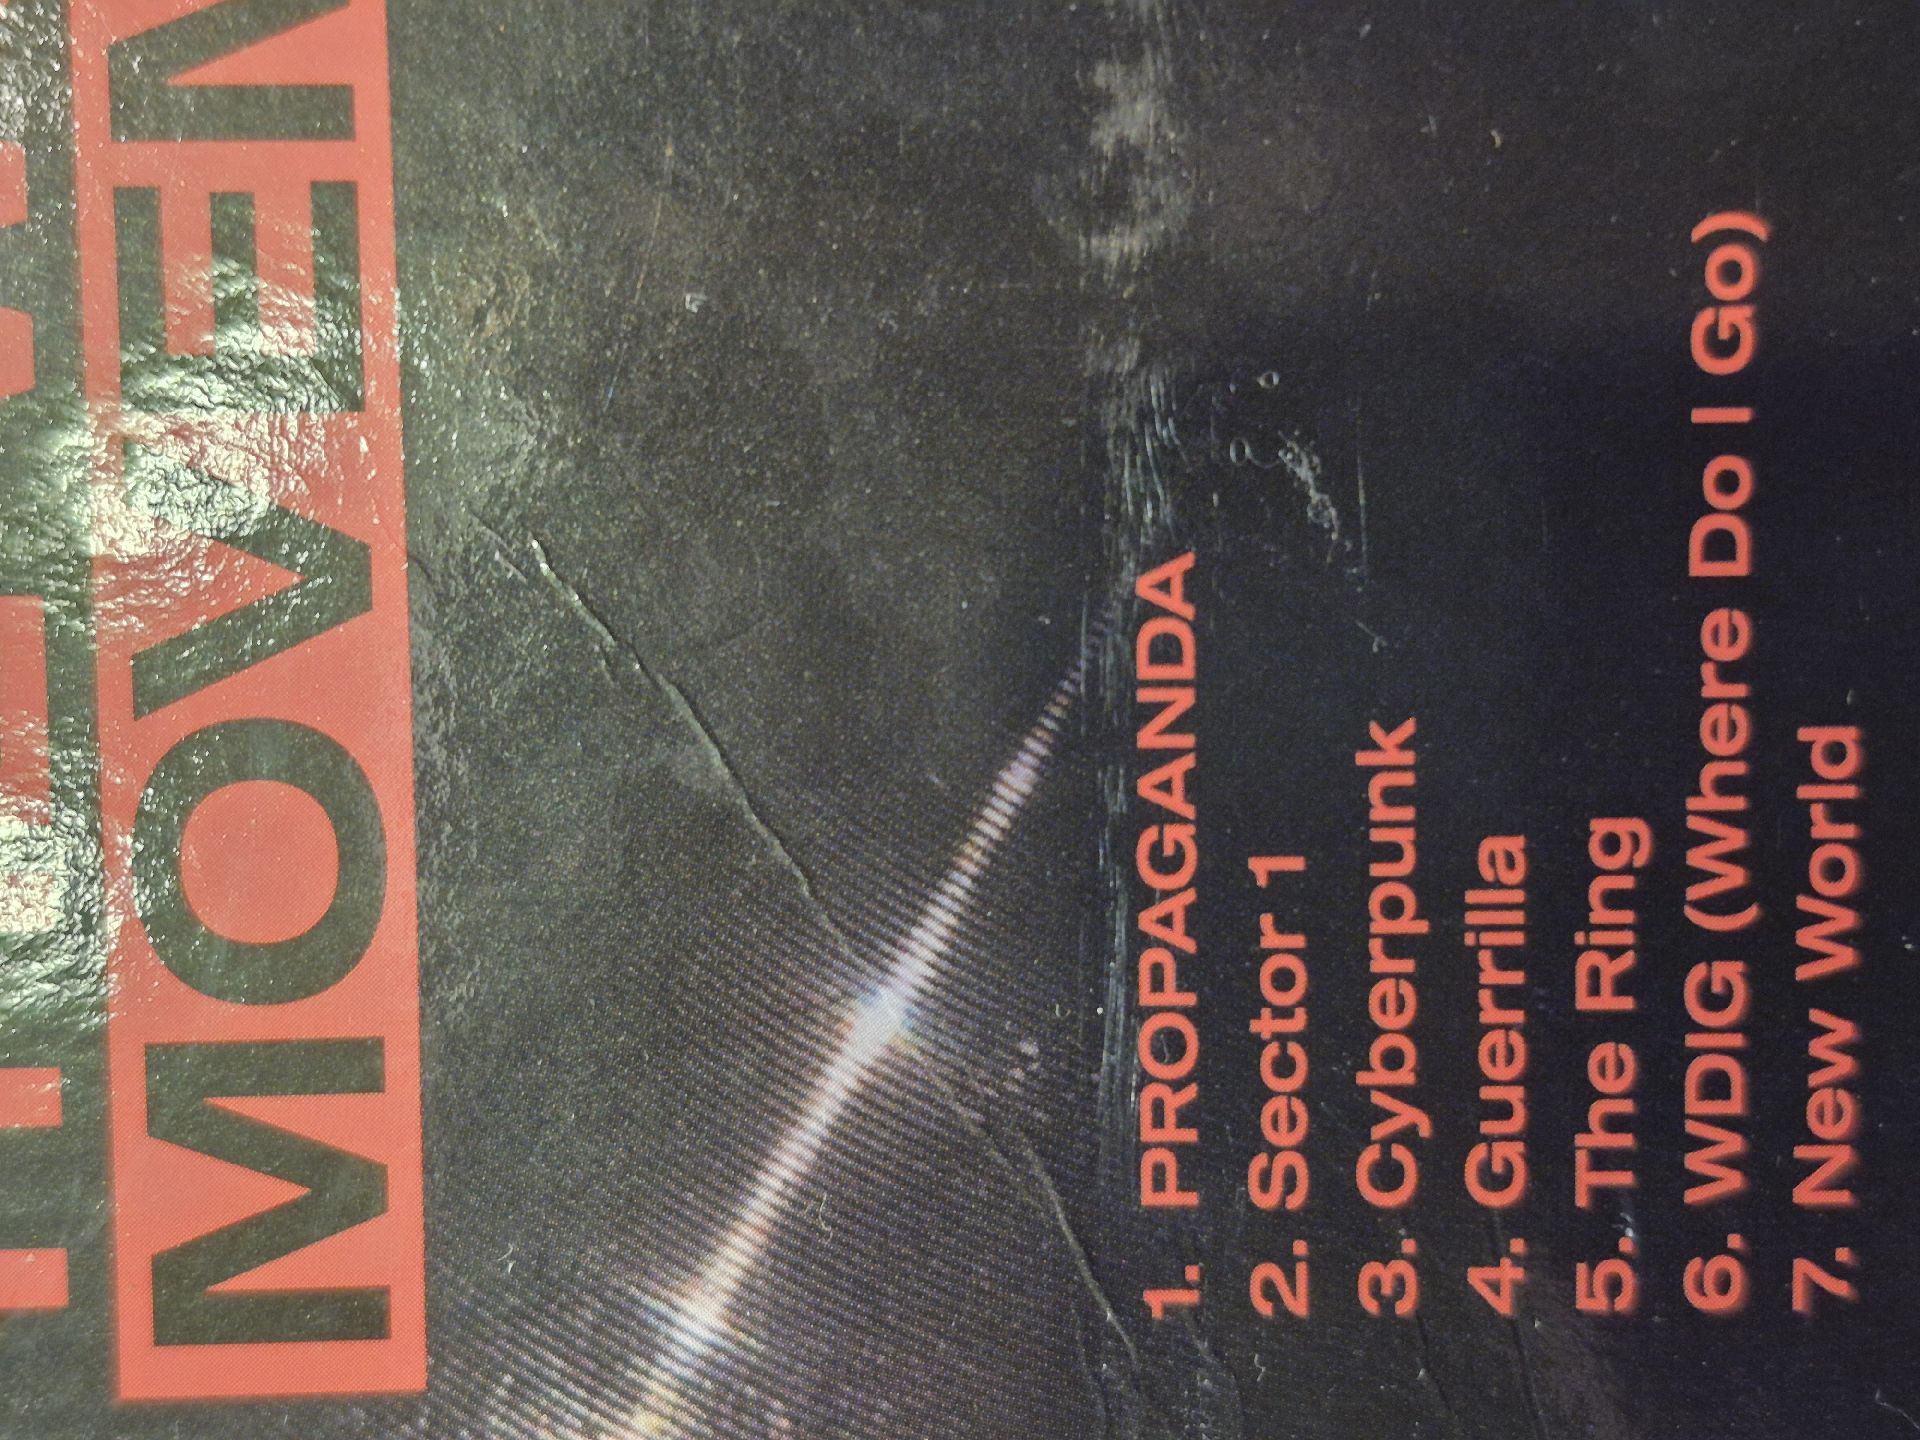 MOVEM
1. PROPAGANDA
2. Sector 1
3. Cyberpunk
4. Guerrilla
5. The Ring
6. WDIG (Where Do I Go)
7. New World